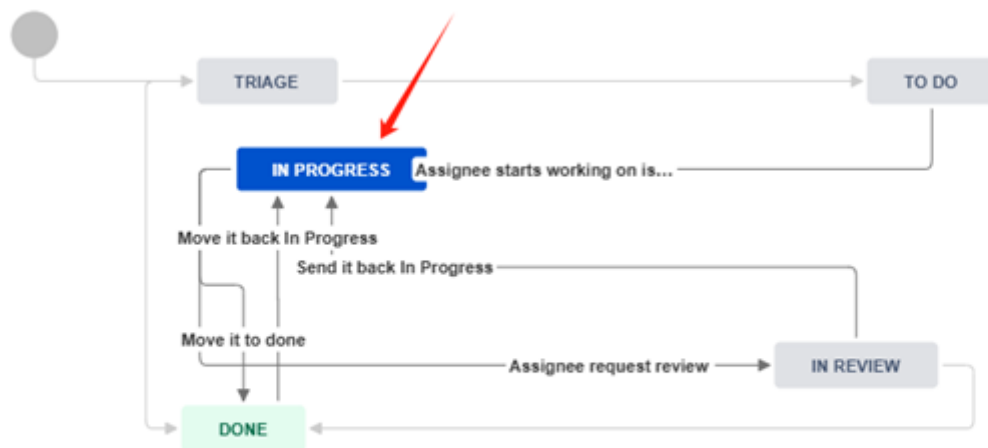 TRIAGE
TO DO
IN PROGRESS
Assignee starts working on is...
Move it back In Progress
Send it back In Progress
Move it to done
Assignee request review
IN REVIEW
DONE